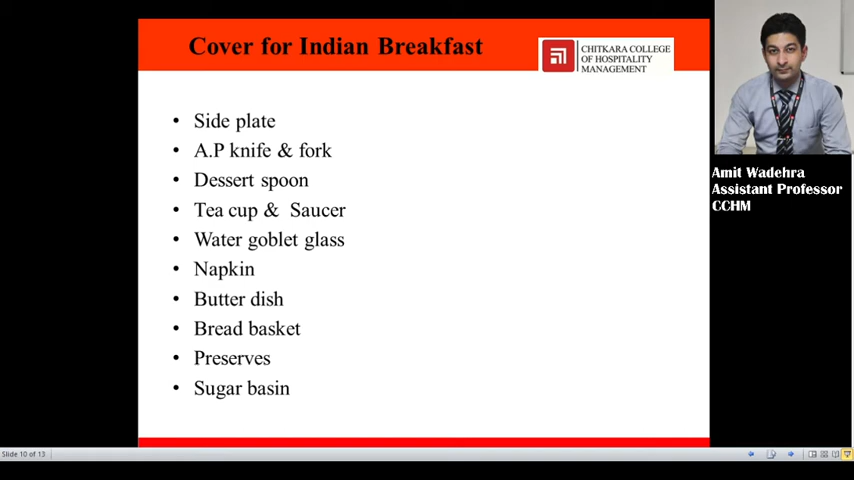 Cover for Indian Breakfast
CHITKARA COLLEGE
OF HOSPITALITY
MANAGEMENT
• Side plate
• A.P knife & fork
• Dessert spoon
• Tea cup & Saucer
• Water goblet glass
• Napkin
• Butter dish
• Bread basket
• Preserves
• Sugar basin
Amit Wadehra
Assistant Professor
CCHM
Slide 10 of 13